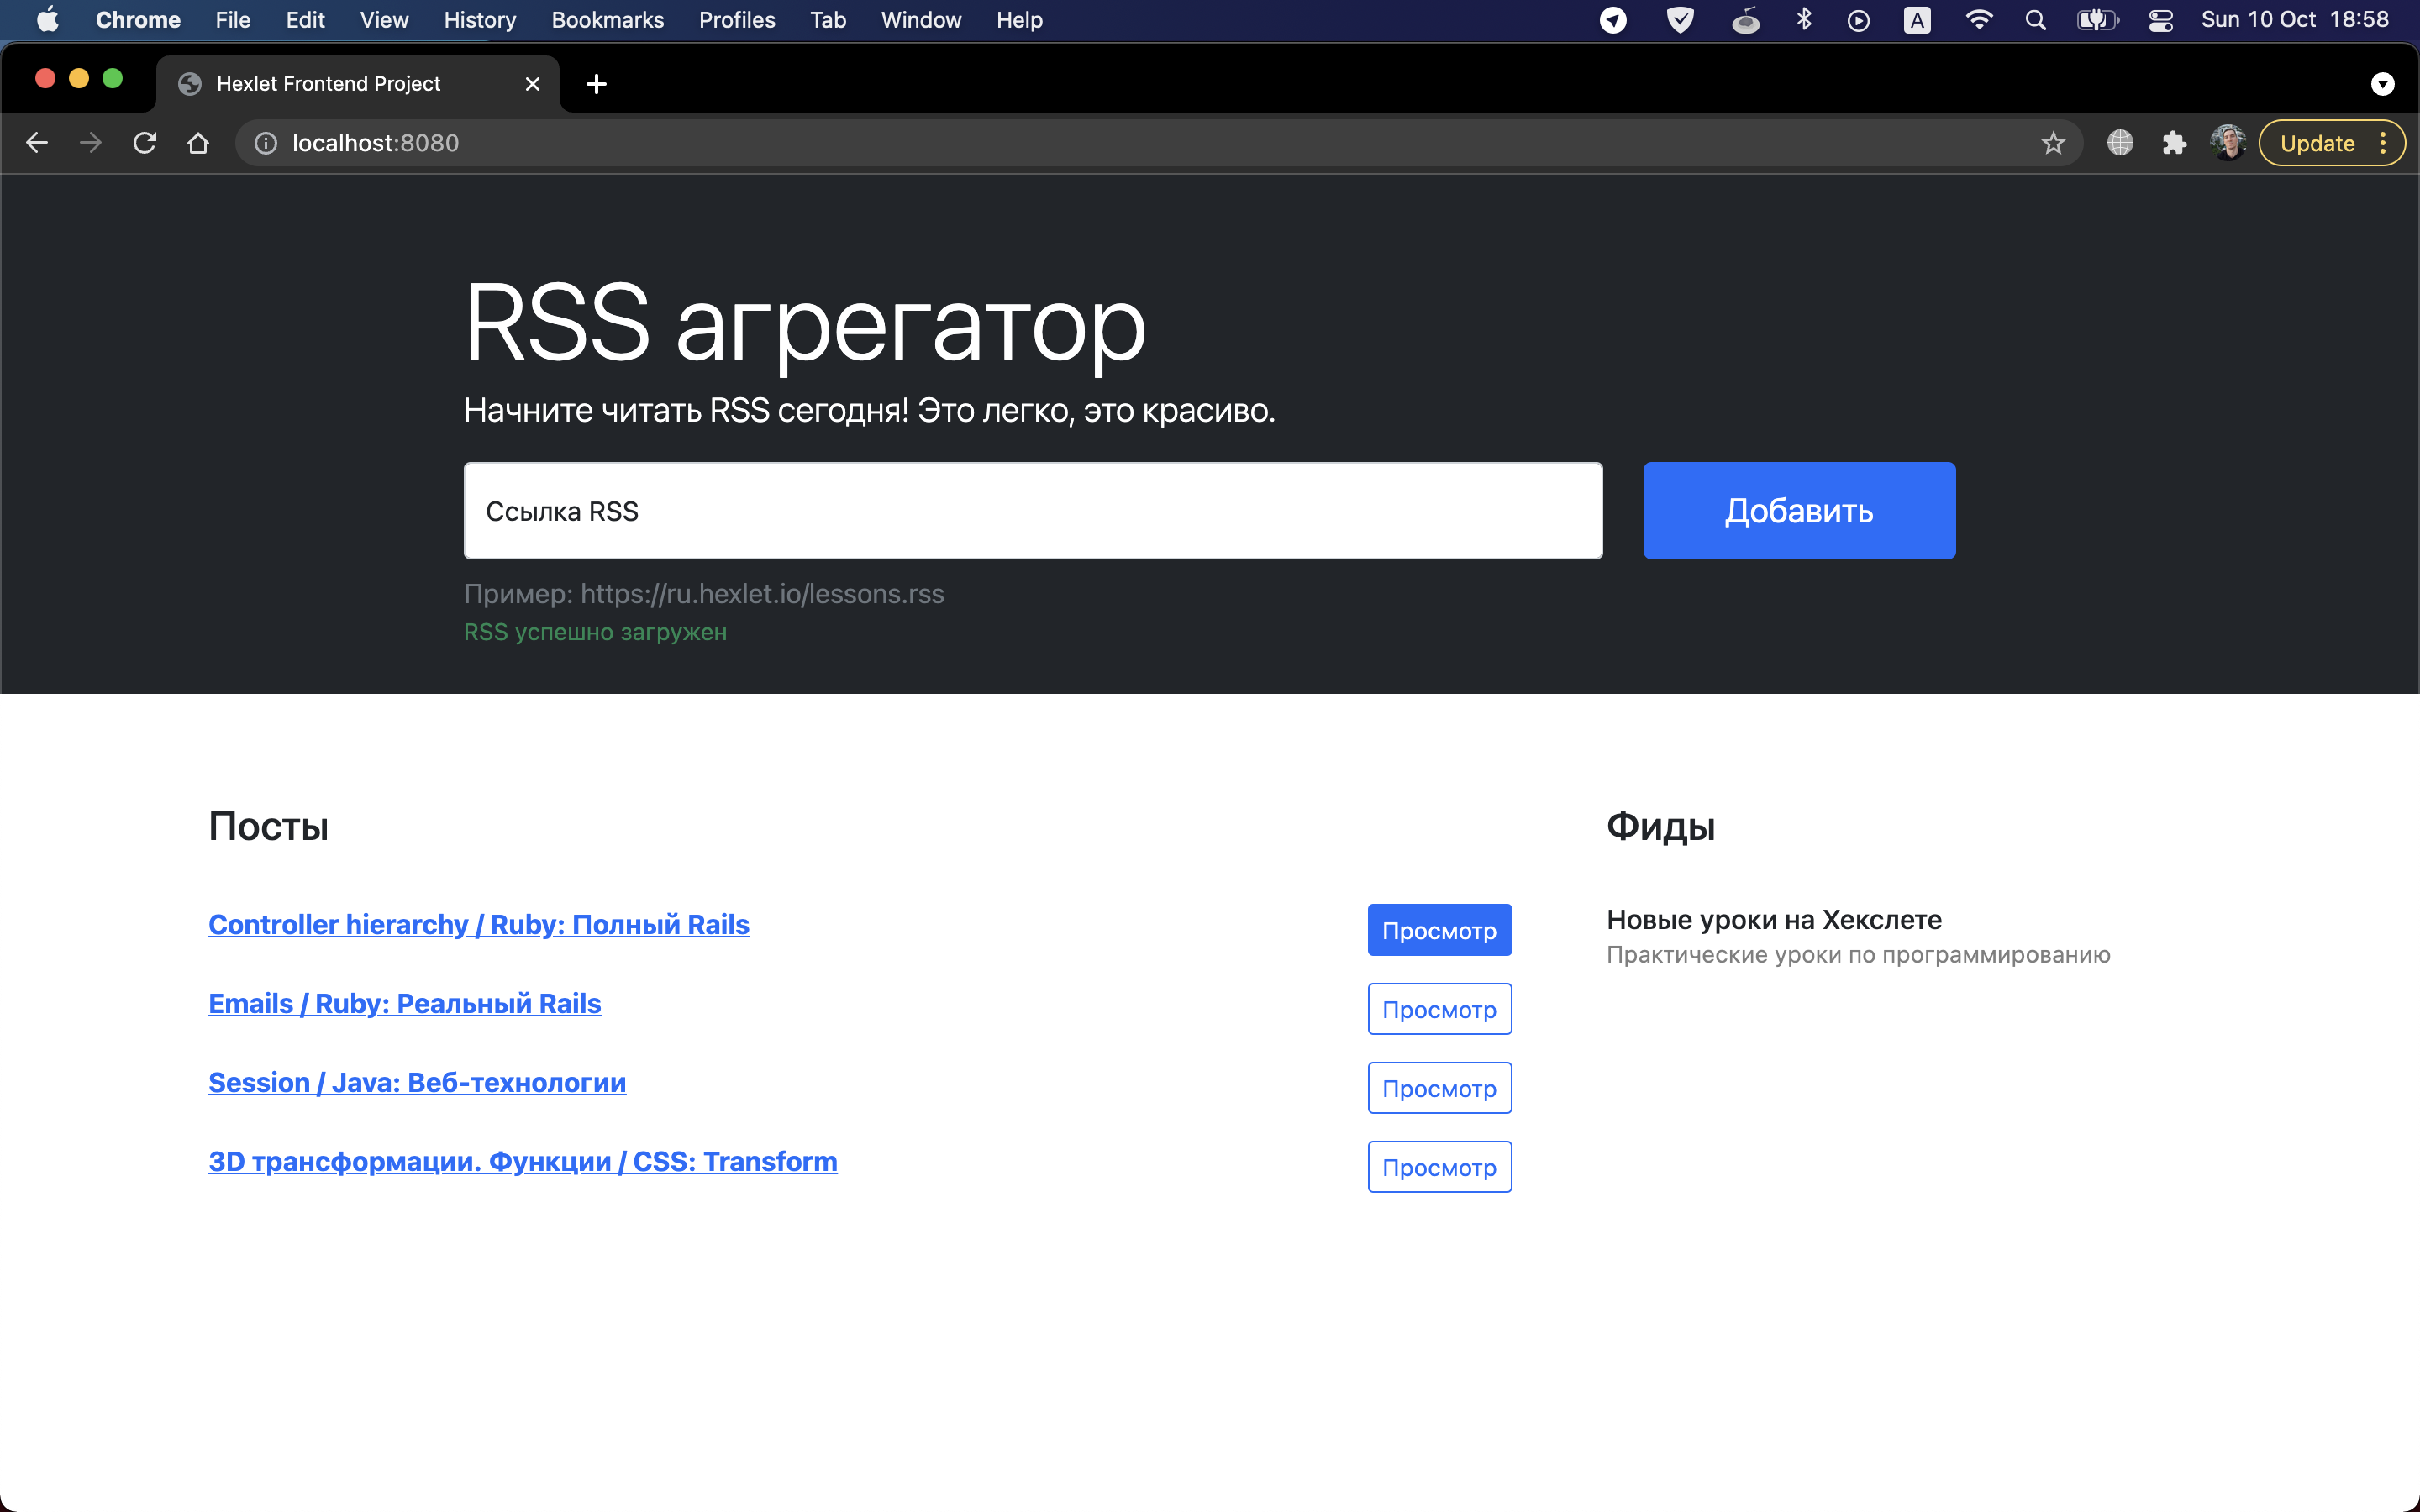 Chrome File Edit View History Bookmarks Profiles Tab Window Help A Sun 10 Oct 18:58
Hexlet Frontend Project
localhost:8080 Update
RSS агрегатор
Начните читать RSS сегодня! Это легко, это красиво.
Ссылка RSS Добавить
Пример: https://ru.hexlet.io/lessons.rss
RSS успешно загружен
Посты
Controller hierarchy / Ruby: Полный Rails Просмотр
Emails / Ruby: Реальный Rails Просмотр
Session / Java: Веб-технологии Просмотр
3D трансформации. Функции / CSS: Transform Просмотр
Фиды
Новые уроки на Хекслете
Практические уроки по программированию